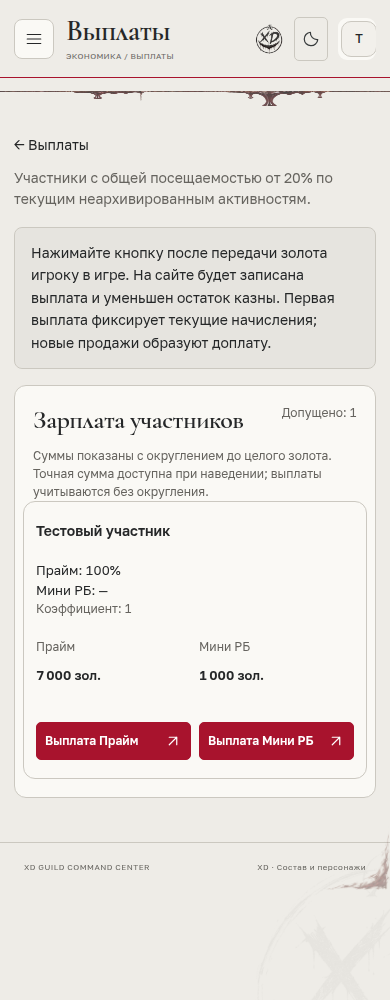 Выплаты
ЭКОНОМИКА / ВЫПЛАТЫ
XD
T
← Выплаты
Участники с общей посещаемостью от 20% по
текущим неархивированным активностям.
Нажимайте кнопку после передачи золота
игроку в игре. На сайте будет записана
выплата и уменьшен остаток казны. Первая
выплата фиксирует текущие начисления;
новые продажи образуют доплату.
Зарплата участников
Допущено: 1
Суммы показаны с округлением до целого золота.
Точная сумма доступна при наведении; выплаты
учитываются без округления.
Тестовый участник
Прайм: 100%
Мини РБ: —
Коэффициент: 1
Прайм
Мини РБ
7 000 зол.
1 000 зол.
Выплата Прайм
Выплата Мини РБ
XD GUILD COMMAND CENTER
XD · Состав и персонажи